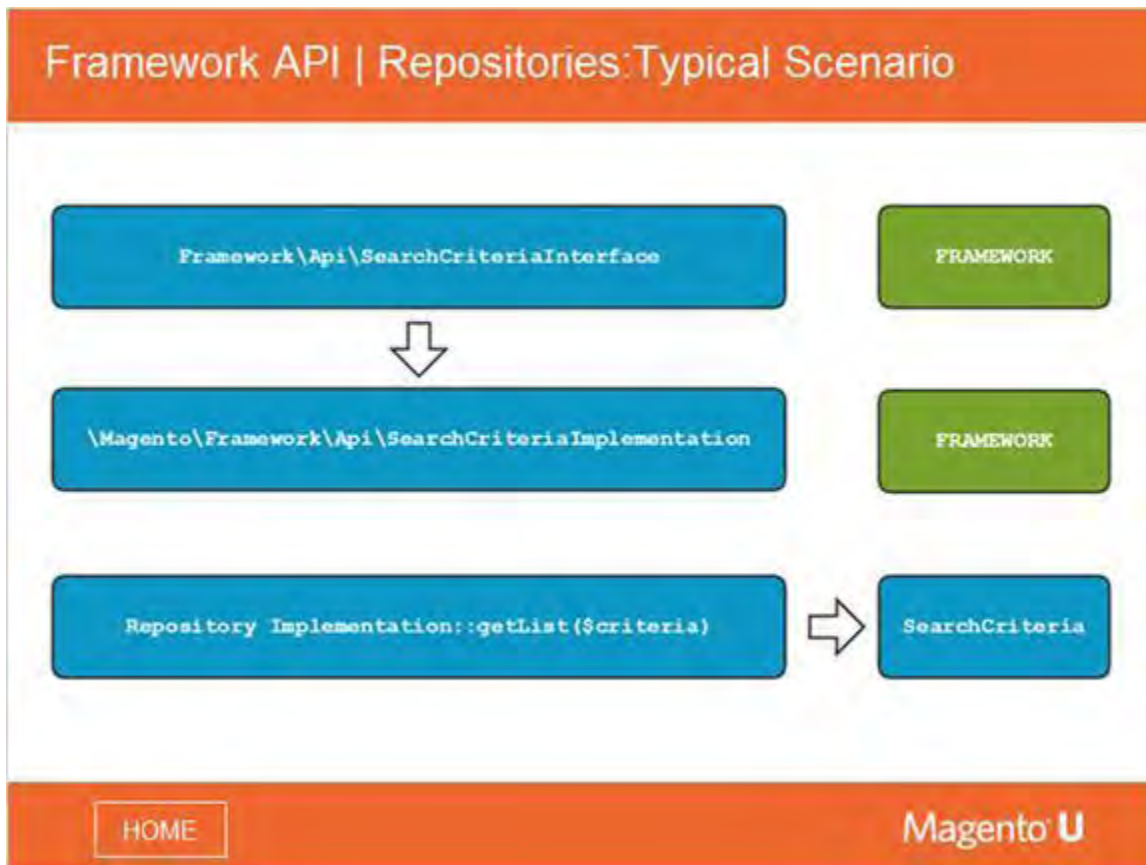 Framework API | Repositories:Typical Scenario
Framework\Api\SearchCriteriaInterface
FRAMEWORK
\Magento\Framework\Api\SearchCriteriaImplementation
FRAMEWORK
Repository Implementation::getList($criteria)
SearchCriteria
HOME
Magento U